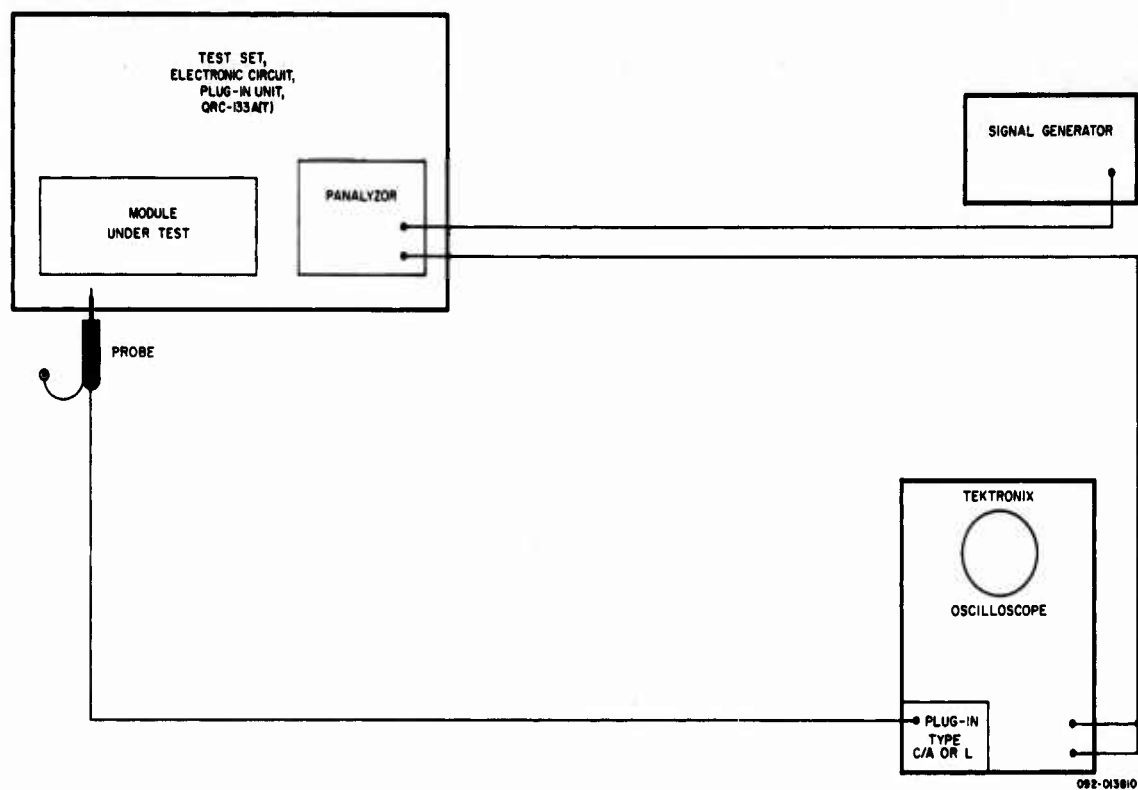 TEST SET,
ELECTRONIC CIRCUIT,
PLUG-IN UNIT,
QRC-133A(T)
SIGNAL GENERATOR
PANALYZOR
MODULE
UNDER TEST
PROBE
TEKTRONIX
OSCILLOSCOPE
PLUG-IN
TYPE
C/A OR L
092-013810